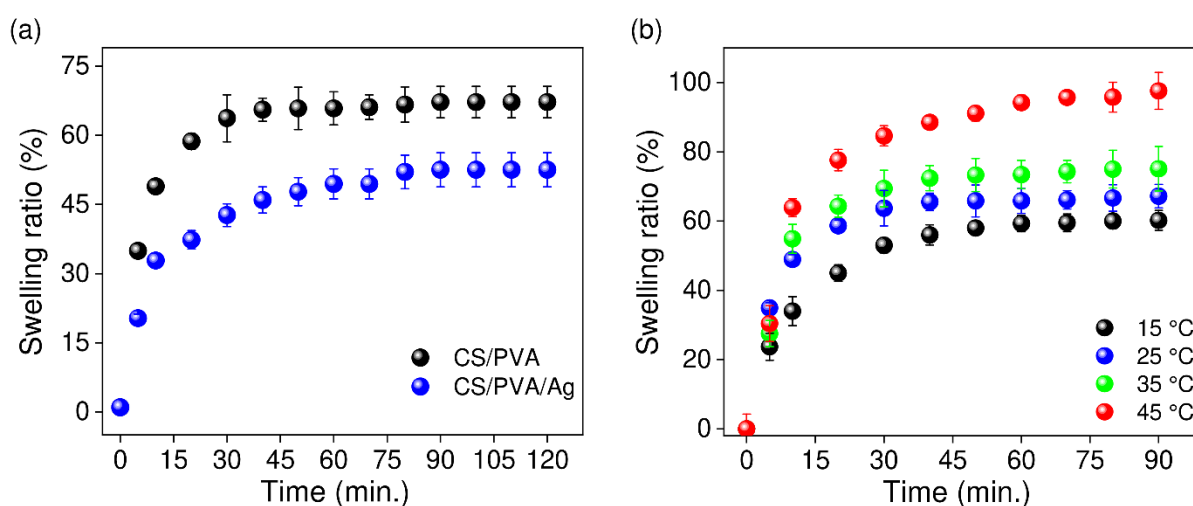 (a)
Swelling ratio (%)
75
60
45
30
15
0
CS/PVA
CS/PVA/Ag
0 15 30 45 60 75 90 105 120
Time (min.)
(b)
Swelling ratio (%)
100
80
60
40
20
0
15 °C
25 °C
35 °C
45 °C
0 15 30 45 60 75 90
Time (min.)